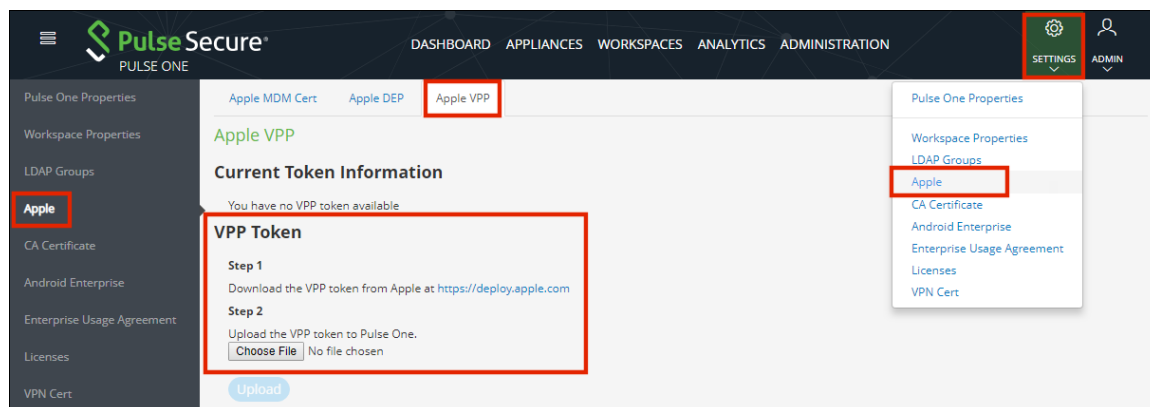 Pulse Secure®
PULSE ONE
DASHBOARD APPLIANCES WORKSPACES ANALYTICS ADMINISTRATION
SETTINGS
ADMIN
Pulse One Properties
Workspace Properties
LDAP Groups
Apple
CA Certificate
Android Enterprise
Enterprise Usage Agreement
Licenses
VPN Cert
Apple MDM Cert Apple DEP Apple VPP
Apple VPP
Current Token Information
You have no VPP token available
VPP Token
Step 1
Download the VPP token from Apple at https://deploy.apple.com
Step 2
Upload the VPP token to Pulse One.
Choose File No file chosen
Upload
Pulse One Properties
Workspace Properties
LDAP Groups
Apple
CA Certificate
Android Enterprise
Enterprise Usage Agreement
Licenses
VPN Cert